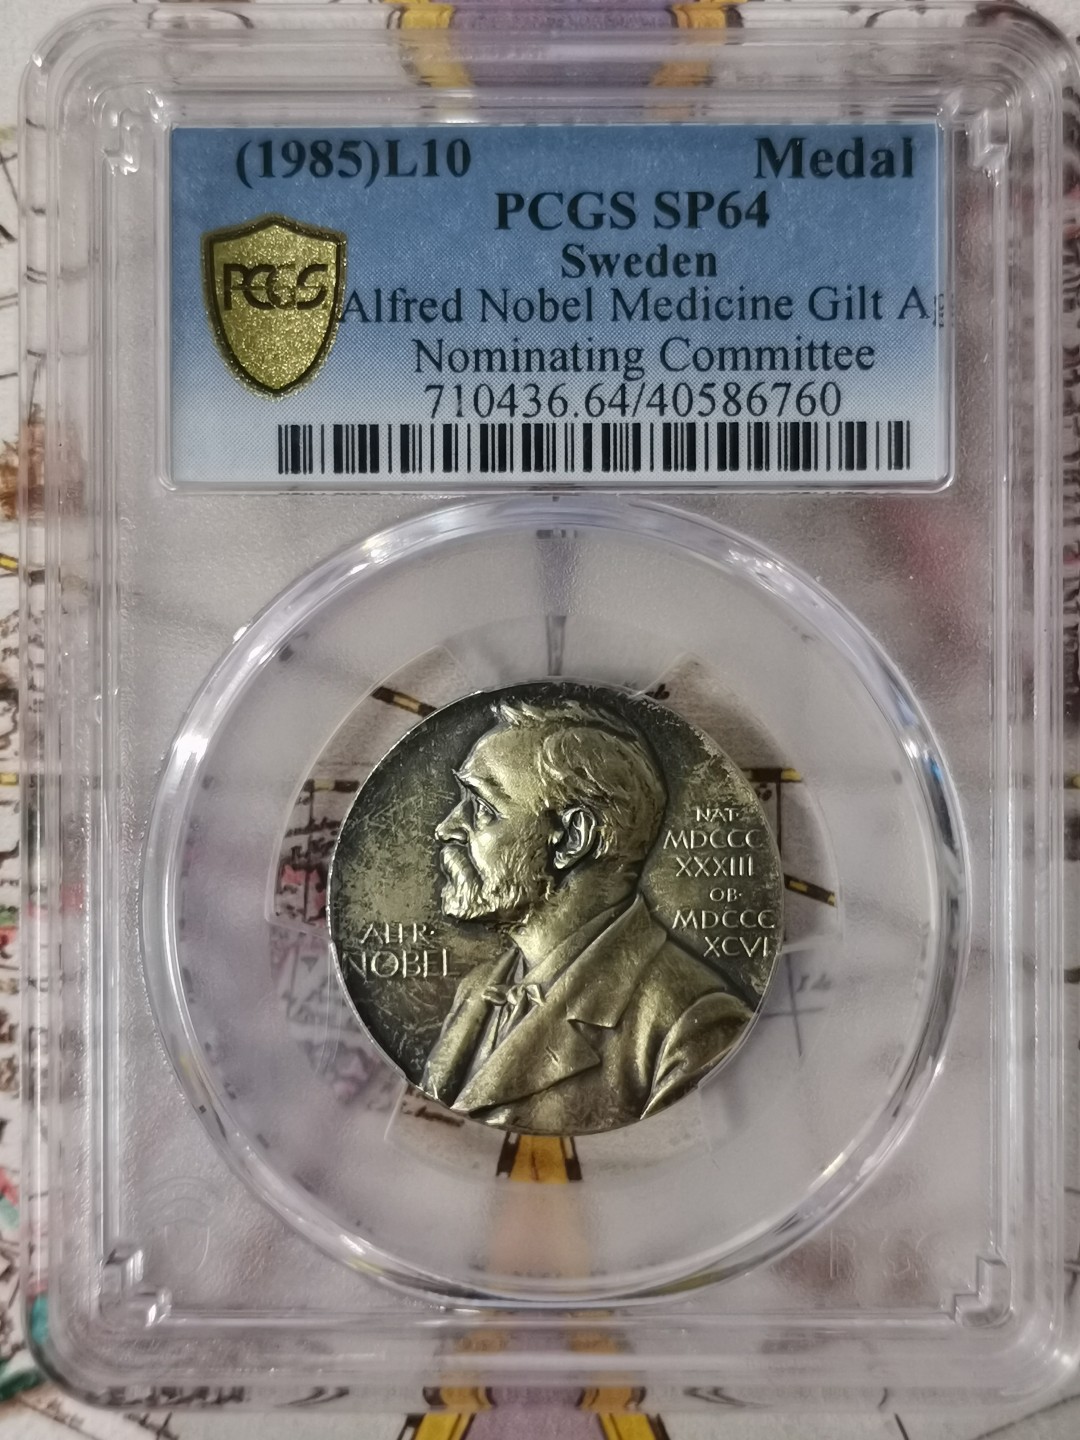 (1985)L10 Medal
PCGS SP64
Sweden
PCGS
Alfred Nobel Medicine Gilt Ag
Nominating Committee
710436.64/40586760
NAT·
MDCCC
XXXIII
OB·
MDCCC
XCVI
ALFR·
NOBEL